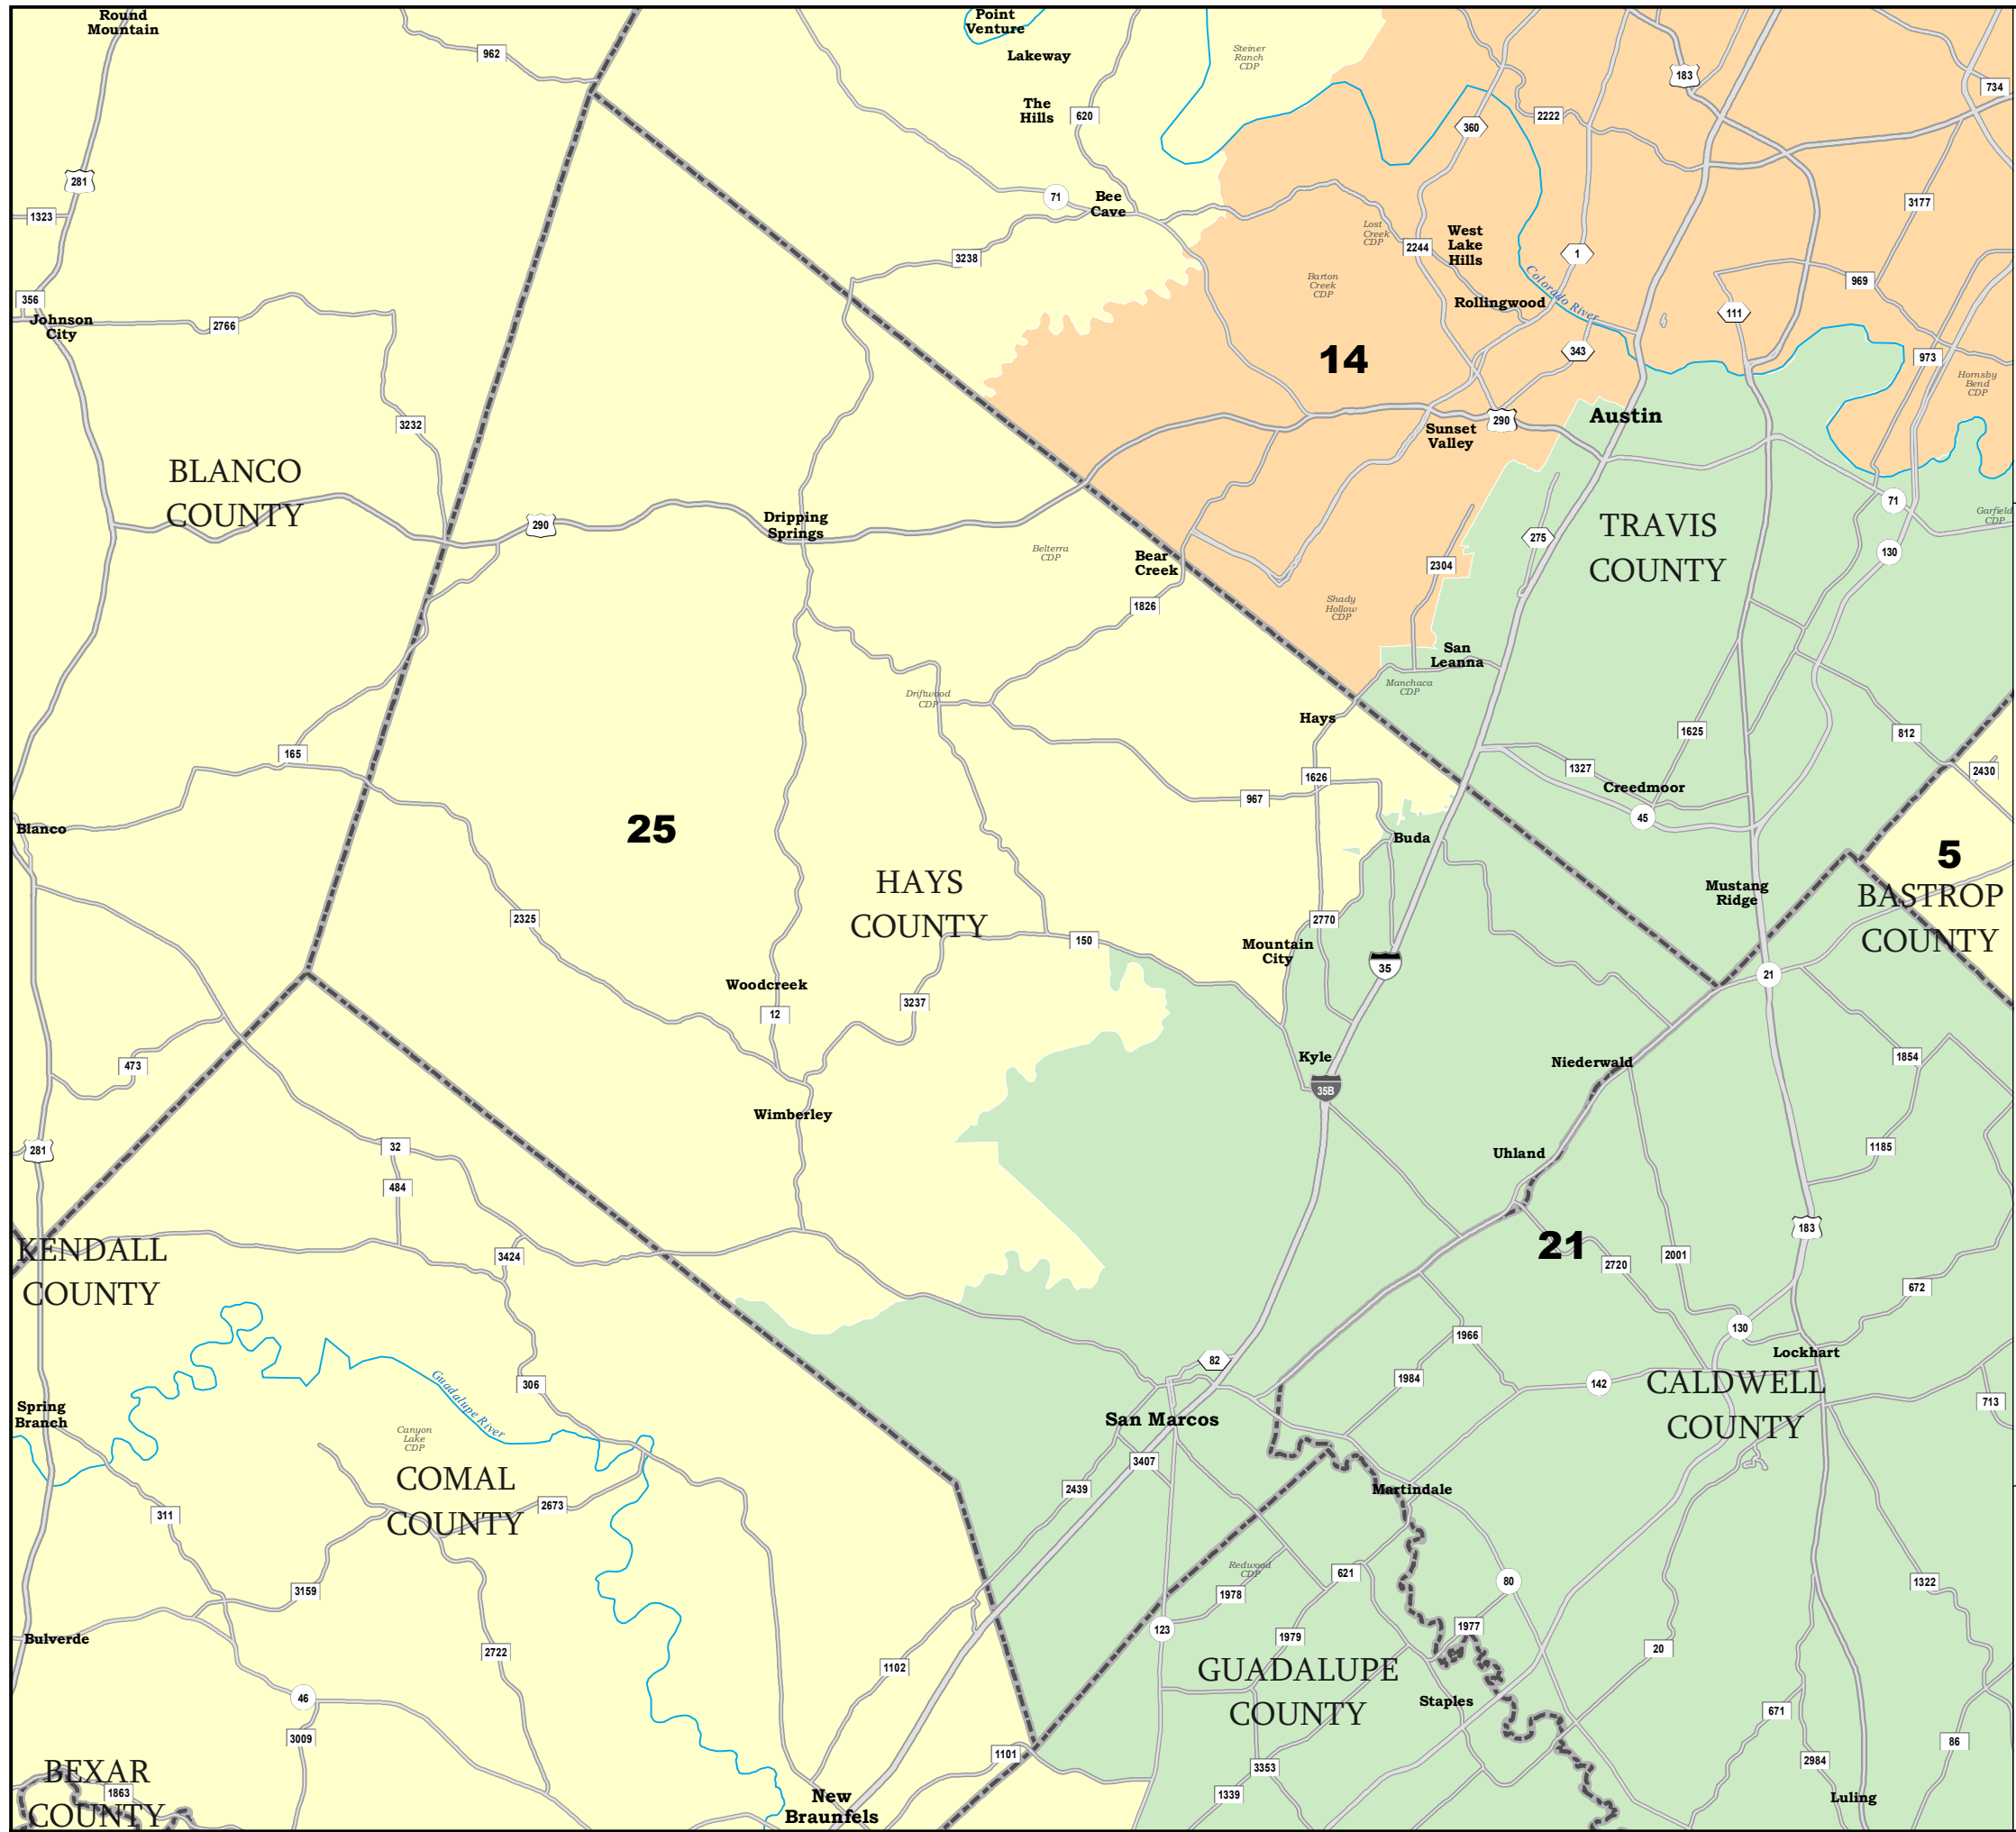 Round
Mountain
962
Point
Venture
Lakeway
Steiner
Ranch
CDP
183
734
The
Hills
620
360
2222
281
1323
71
Bee
Cave
3177
3238
Lost
Creek
CDP
2244
West
Lake
Hills
1
Barton
Creek
CDP
Colorado River
969
356
Johnson
City
2766
Rollingwood
111
343
14
973
Hornsby
Bend
CDP
3232
290
Austin
Sunset
Valley
BLANCO
COUNTY
290
Dripping
Springs
Belterra
CDP
Bear
Creek
2304
275
TRAVIS
COUNTY
71
Garfield
CDP
130
1826
Shady
Hollow
CDP
San
Leanna
Manchaca
CDP
Driftwood
CDP
Hays
165
1625
812
2430
1626
1327
Creedmoor
967
45
Blanco
25
Buda
5
HAYS
COUNTY
Mustang
Ridge
BASTROP
COUNTY
2325
2770
150
Mountain
City
35
21
Woodcreek
12
3237
473
Kyle
35B
Niederwald
1854
Wimberley
32
281
484
Uhland
1185
21
183
KENDALL
COUNTY
3424
2720
2001
672
130
1966
Lockhart
82
306
1984
142
CALDWELL
COUNTY
713
Guadalupe River
Spring
Branch
Canyon
Lake
CDP
San Marcos
3407
COMAL
COUNTY
2439
Martindale
2673
311
Redwood
CDP
621
80
1322
3159
1978
Bulverde
2722
123
1979
1977
20
1102
GUADALUPE
COUNTY
46
Staples
671
3009
1101
86
BEXAR
COUNTY
1863
3353
2984
1339
New
Braunfels
Luling